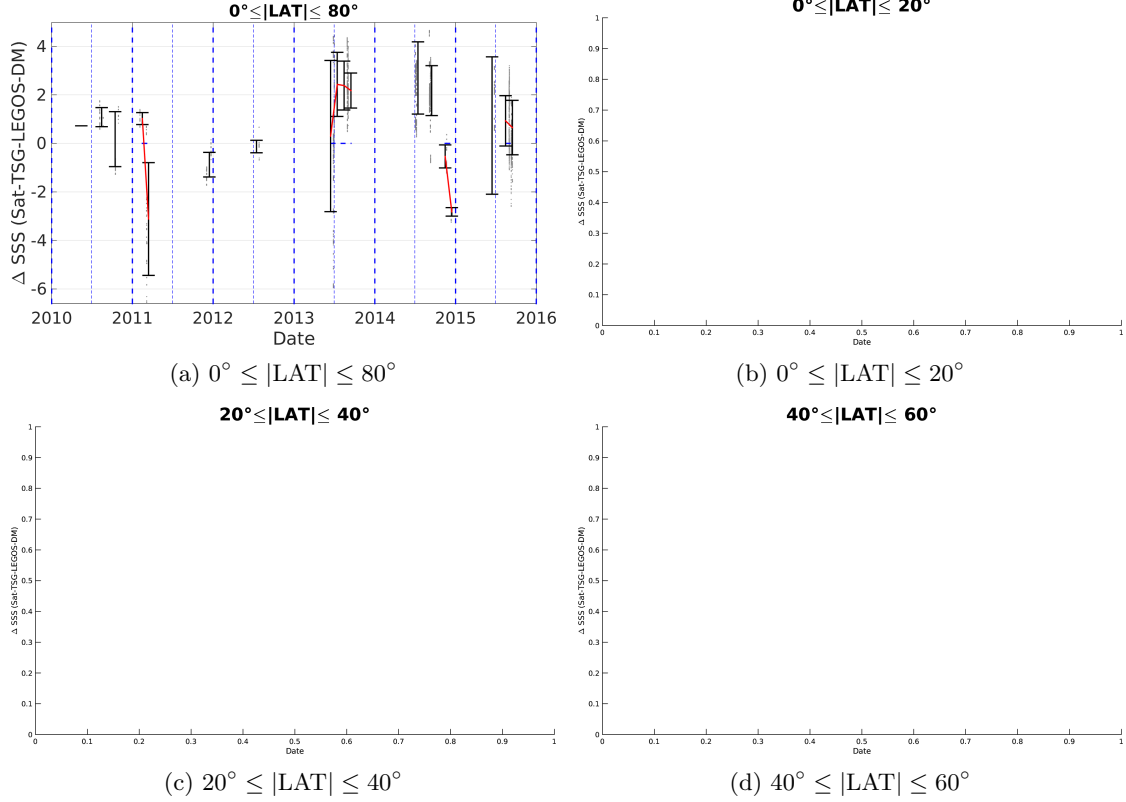 0°≤|LAT|≤ 80°
Δ SSS (Sat-TSG-LEGOS-DM)
4
2
0
-2
-4
-6
2010 2011 2012 2013 2014 2015 2016
Date
(a) 0° ≤ |LAT| ≤ 80°
0°≤|LAT|≤ 20°
Δ SSS (Sat-TSG-LEGOS-DM)
1
0.9
0.8
0.7
0.6
0.5
0.4
0.3
0.2
0.1
0
0 0.1 0.2 0.3 0.4 0.5 0.6 0.7 0.8 0.9 1
Date
(b) 0° ≤ |LAT| ≤ 20°
20°≤|LAT|≤ 40°
Δ SSS (Sat-TSG-LEGOS-DM)
1
0.9
0.8
0.7
0.6
0.5
0.4
0.3
0.2
0.1
0
0 0.1 0.2 0.3 0.4 0.5 0.6 0.7 0.8 0.9 1
Date
(c) 20° ≤ |LAT| ≤ 40°
40°≤|LAT|≤ 60°
Δ SSS (Sat-TSG-LEGOS-DM)
1
0.9
0.8
0.7
0.6
0.5
0.4
0.3
0.2
0.1
0
0 0.1 0.2 0.3 0.4 0.5 0.6 0.7 0.8 0.9 1
Date
(d) 40° ≤ |LAT| ≤ 60°